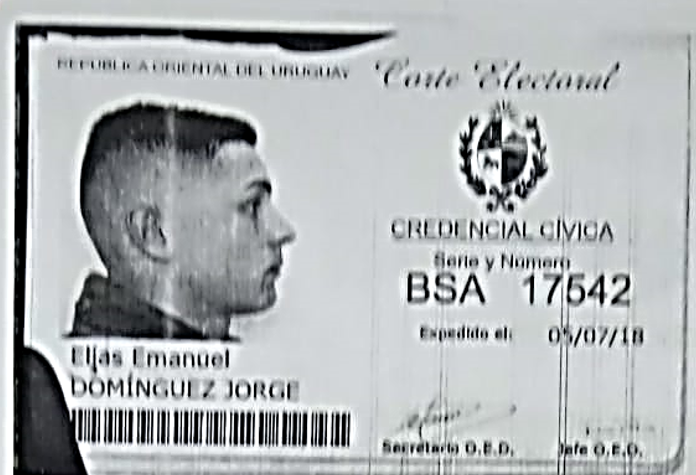 REPUBLICA ORIENTAL DEL URUGUAY
Corte Electoral
CREDENCIAL CÍVICA
Serie y Número
BSA 17542
Expedido el: 05/07/18
Elías Emanuel
DOMÍNGUEZ JORGE
Secretario O.E.D. Jefe O.E.D.